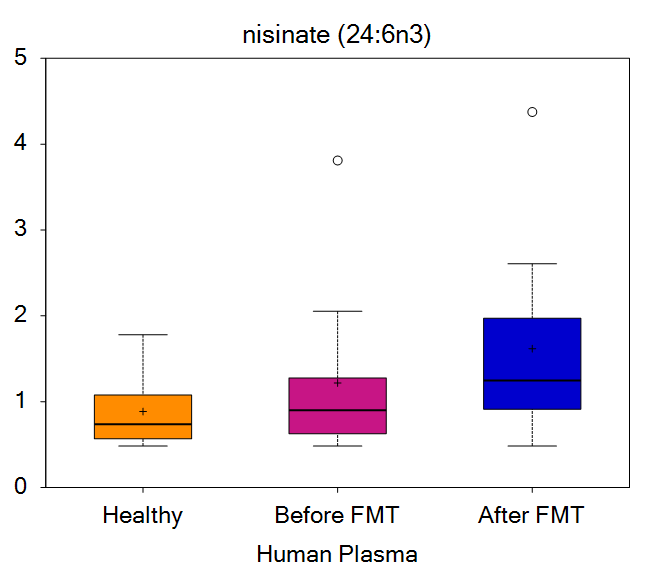 nisinate (24:6n3)
5
4
3
2
1
0
Healthy Before FMT After FMT
Human Plasma